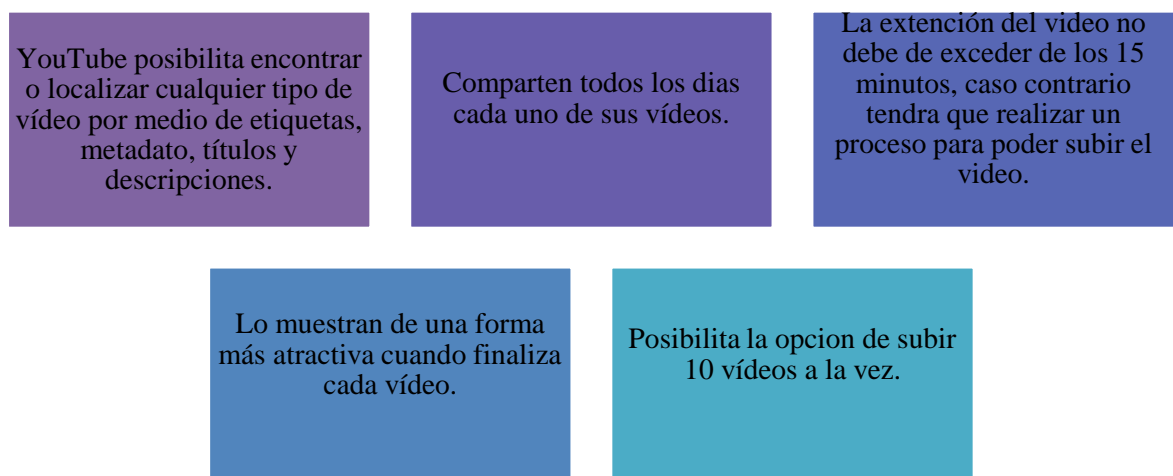 YouTube posibilita encontrar
o localizar cualquier tipo de
vídeo por medio de etiquetas,
metadato, títulos y
descripciones.
Comparten todos los dias
cada uno de sus vídeos.
La extención del video no
debe de exceder de los 15
minutos, caso contrario
tendra que realizar un
proceso para poder subir el
video.
Lo muestran de una forma
más atractiva cuando finaliza
cada vídeo.
Posibilita la opcion de subir
10 vídeos a la vez.